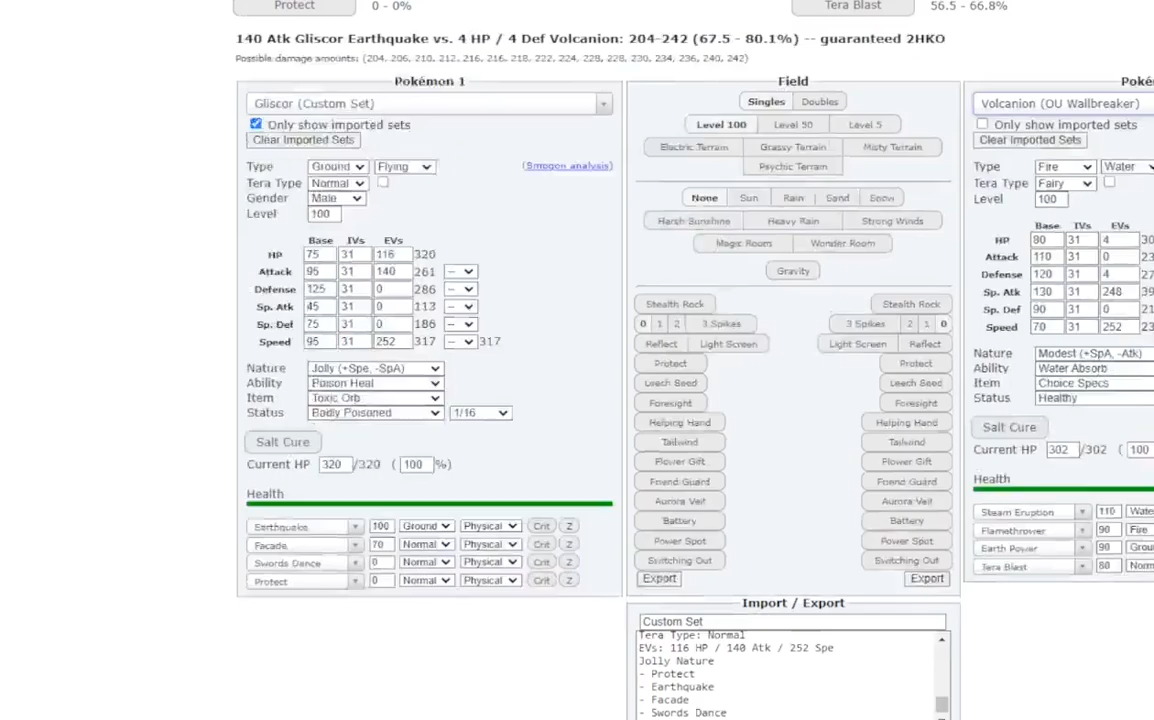 Protect 0 - 0% Tera Blast 56.5 - 66.8%
140 Atk Gliscor Earthquake vs. 4 HP / 4 Def Volcanion: 204-242 (67.5 - 80.1%) -- guaranteed 2HKO
Possible damage amounts: (204, 206, 210, 212, 216, 216, 218, 222, 224, 228, 228, 230, 234, 236, 240, 242)
Pokémon 1
Gliscor (Custom Set)
Only show imported sets
Clear Imported Sets
Type Ground Flying (Smogon analysis)
Tera Type Normal
Gender Male
Level 100
Base IVs EVs
HP 75 31 116 320
Attack 95 31 140 261 --
Defense 125 31 0 286 --
Sp. Atk 45 31 0 113 --
Sp. Def 75 31 0 186 --
Speed 95 31 252 317 -- 317
Nature Jolly (+Spe, -SpA)
Ability Poison Heal
Item Toxic Orb
Status Badly Poisoned 1/16
Salt Cure
Current HP 320 /320 ( 100 %)
Health
Earthquake 100 Ground Physical Crit Z
Facade 70 Normal Physical Crit Z
Swords Dance 0 Normal Physical Crit Z
Protect 0 Normal Physical Crit Z
Field
Singles Doubles
Level 100 Level 50 Level 5
Electric Terrain Grassy Terrain Misty Terrain
Psychic Terrain
None Sun Rain Sand Snow
Harsh Sunshine Heavy Rain Strong Winds
Magic Room Wonder Room
Gravity
Stealth Rock Stealth Rock
0 1 2 3 Spikes 3 Spikes 2 1 0
Reflect Light Screen Light Screen Reflect
Protect Protect
Leech Seed Leech Seed
Foresight Foresight
Helping Hand Helping Hand
Tailwind Tailwind
Flower Gift Flower Gift
Friend Guard Friend Guard
Aurora Veil Aurora Veil
Battery Battery
Power Spot Power Spot
Switching Out Switching Out
Export Export
Import / Export
Custom Set
Tera Type: Normal
EVs: 116 HP / 140 Atk / 252 Spe
Jolly Nature
- Protect
- Earthquake
- Facade
- Swords Dance
Poké
Volcanion (OU Wallbreaker)
Only show imported sets
Clear Imported Sets
Type Fire Water
Tera Type Fairy
Level 100
Base IVs EVs
HP 80 31 4 30
Attack 110 31 0 23
Defense 120 31 4 27
Sp. Atk 130 31 248 39
Sp. Def 90 31 0 21
Speed 70 31 252 23
Nature Modest (+SpA, -Atk)
Ability Water Absorb
Item Choice Specs
Status Healthy
Salt Cure
Current HP 302 /302 ( 100
Health
Steam Eruption 110 Wate
Flamethrower 90 Fire
Earth Power 90 Grou
Tera Blast 80 Norm